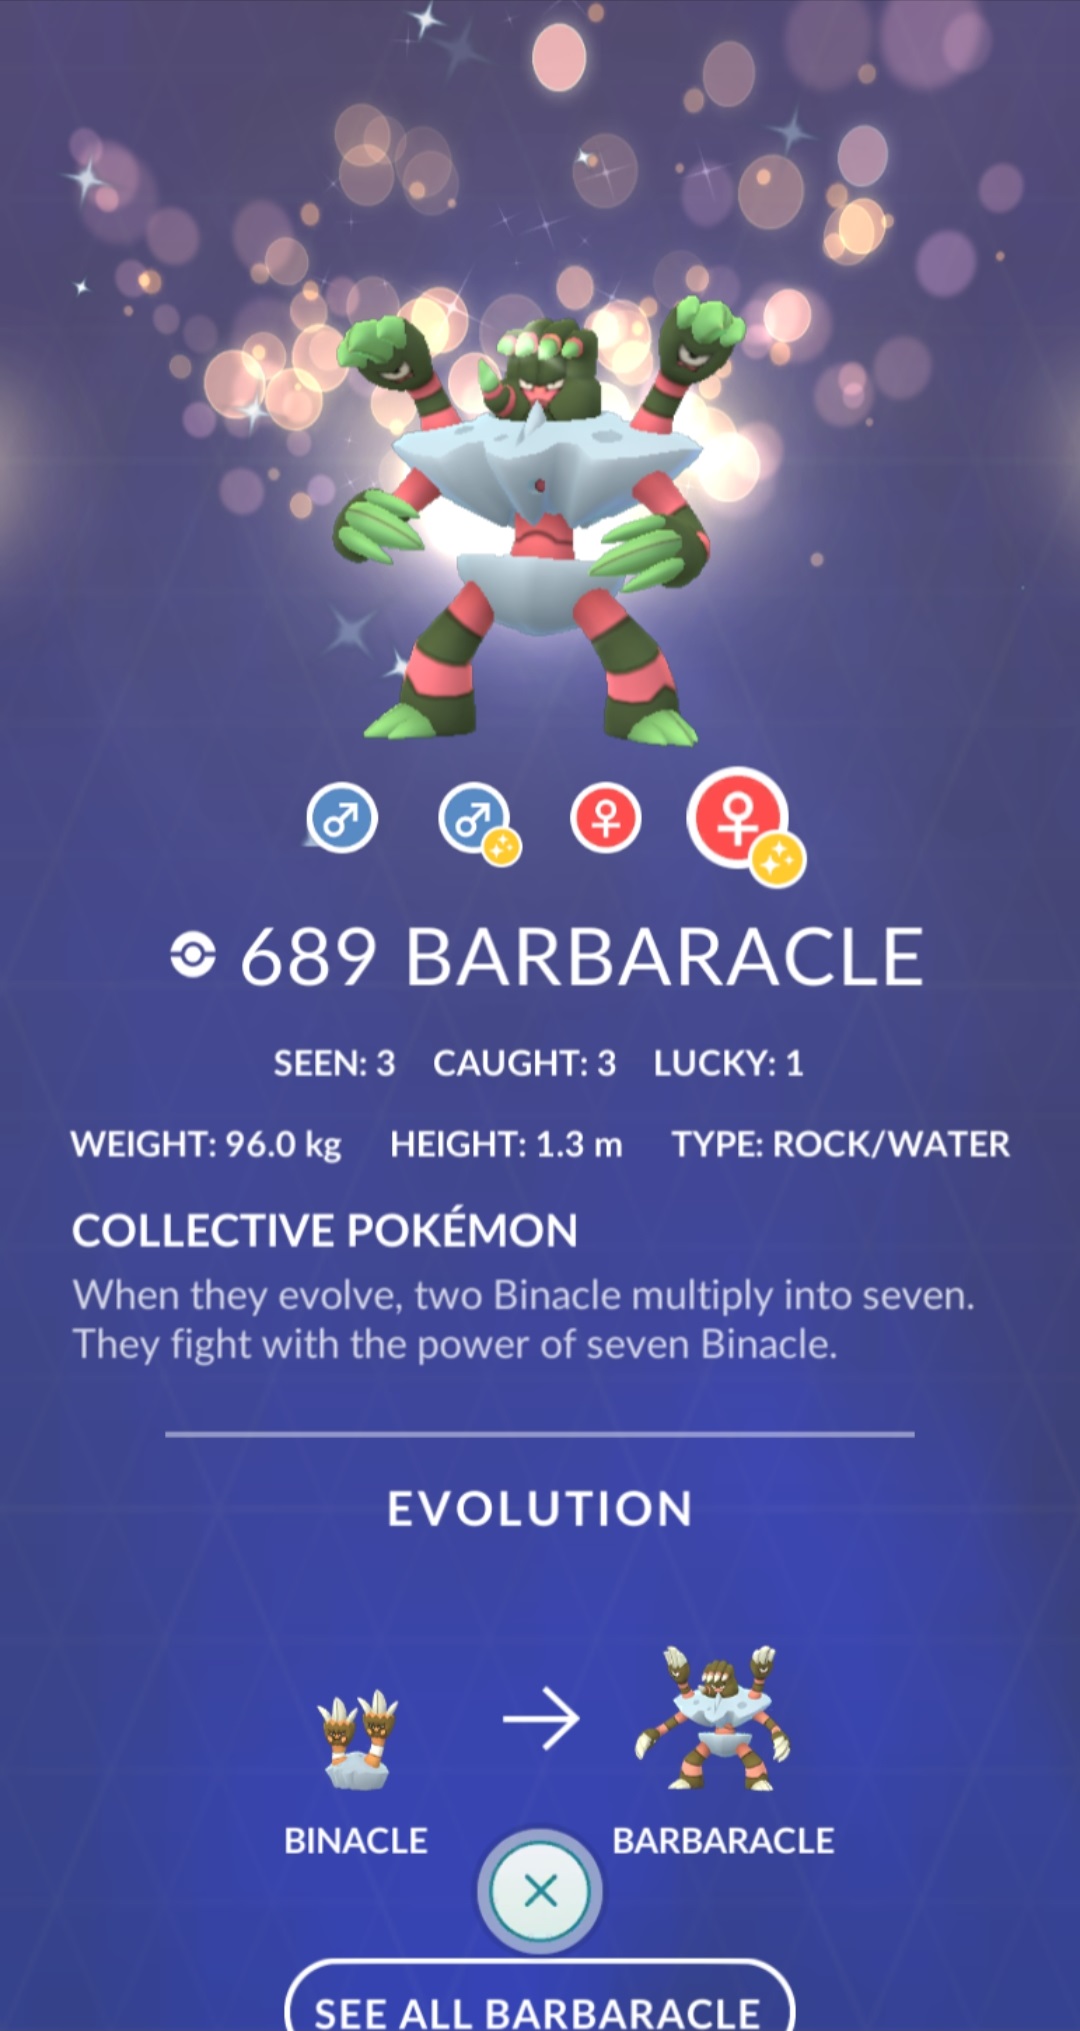 689 BARBARACLE
SEEN: 3 CAUGHT: 3 LUCKY: 1
WEIGHT: 96.0 kg HEIGHT: 1.3 m TYPE: ROCK/WATER
COLLECTIVE POKÉMON
When they evolve, two Binacle multiply into seven.
They fight with the power of seven Binacle.
EVOLUTION
BINACLE BARBARACLE
SEE ALL BARBARACLE